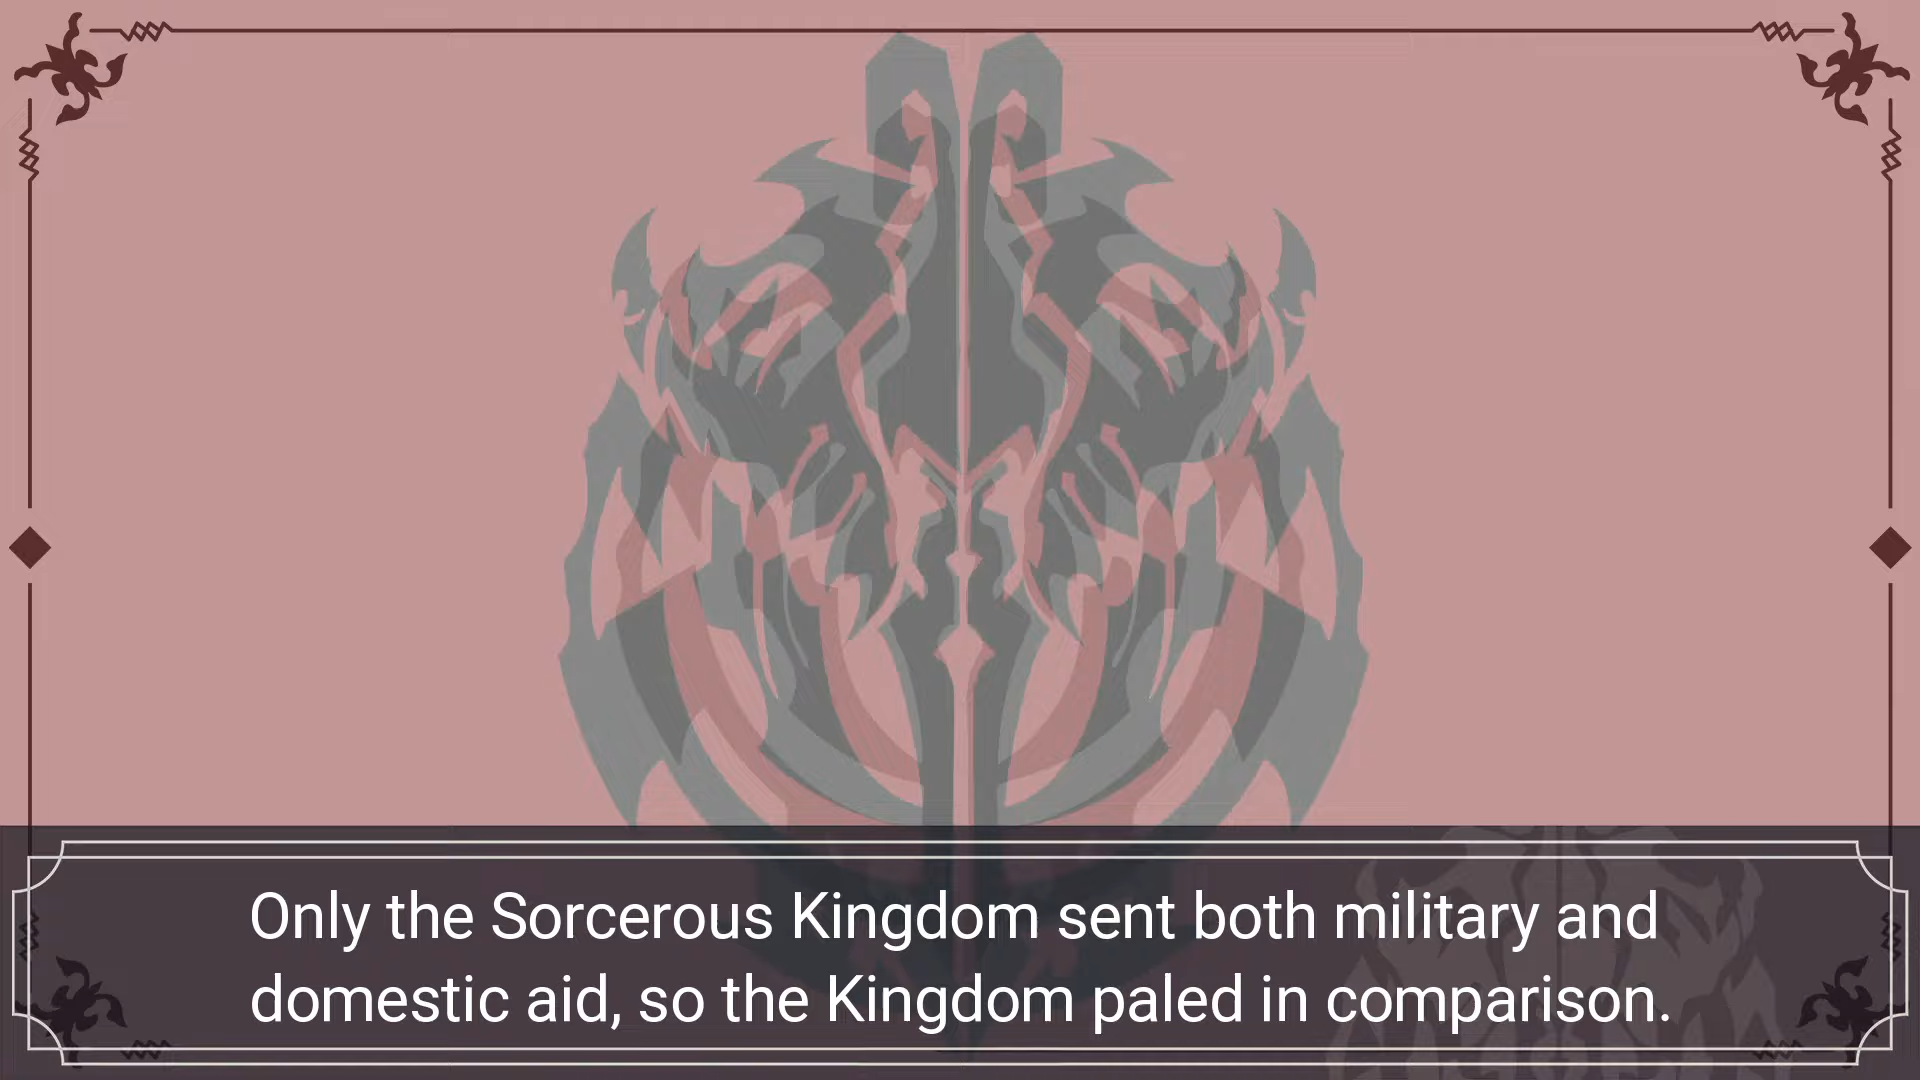 Only the Sorcerous Kingdom sent both military and
domestic aid, so the Kingdom paled in comparison.